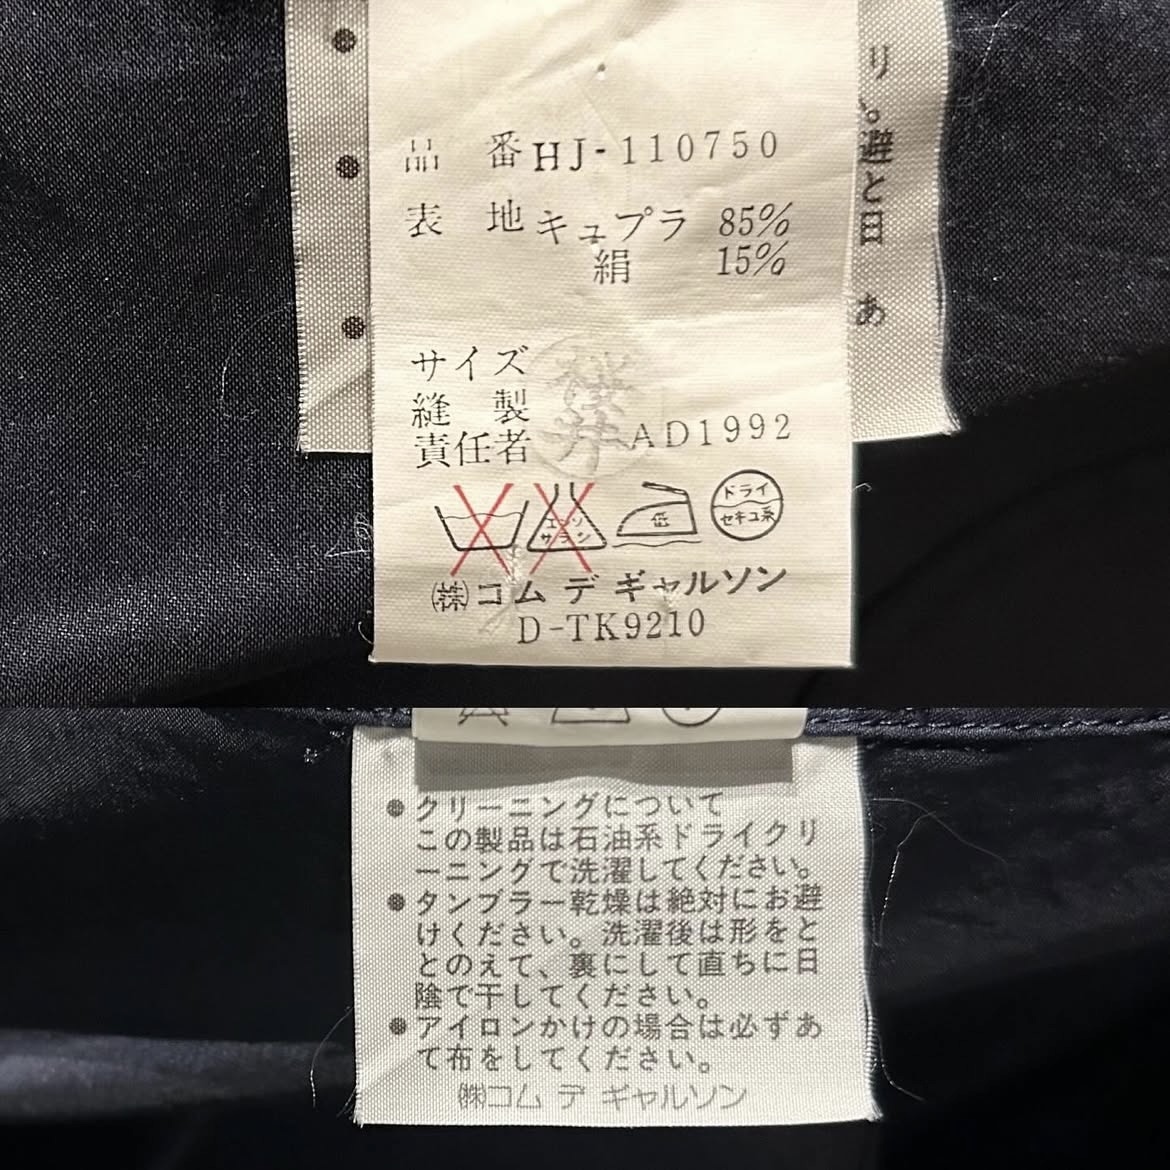 り
。避
と日
あ
品番 HJ-110750
表地 キュプラ 85%
絹 15%
サイズ
縫製
責任者 桜井 AD1992
エンソ
サラシ
低
ドライ
セキユ系
㈱コム デ ギャルソン
D-TK9210
●クリーニングについて
この製品は石油系ドライクリ
ーニングで洗濯してください。
●タンブラー乾燥は絶対にお避
けください。洗濯後は形をと
とのえて、裏にして直ちに日
陰で干してください。
●アイロンかけの場合は必ずあ
て布をしてください。
㈱コム デ ギャルソン